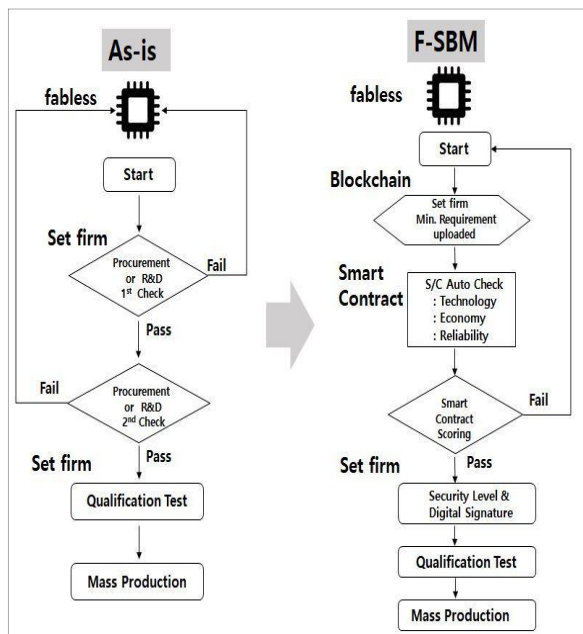 As-is
fabless
Start
Set firm
Procurement
or R&D
1st Check
Fail
Pass
Fail
Procurement
or R&D
2nd Check
Set firm
Pass
Qualification Test
Mass Production
F-SBM
fabless
Start
Blockchain
Set firm
Min. Requirement
uploaded
Smart
Contract
S/C Auto Check
: Technology
: Economy
: Reliability
Smart
Contract
Scoring
Fail
Set firm
Pass
Security Level &
Digital Signature
Qualification Test
Mass Production